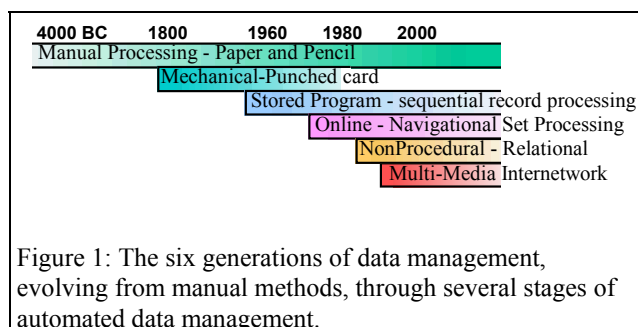 4000 BC 1800 1960 1980 2000
Manual Processing - Paper and Pencil
Mechanical-Punched card
Stored Program - sequential record processing
Online - Navigational Set Processing
NonProcedural - Relational
Multi-Media Internetwork
Figure 1: The six generations of data management,
evolving from manual methods, through several stages of
automated data management.